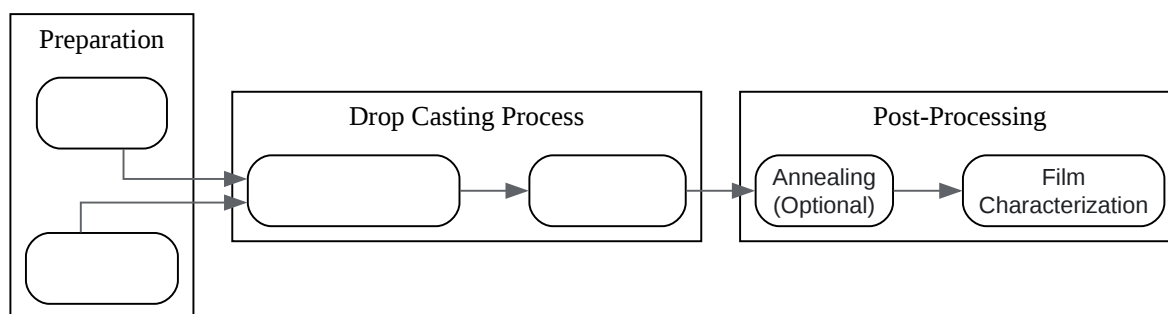 Preparation
Drop Casting Process
Post-Processing
Annealing
(Optional)
Film
Characterization